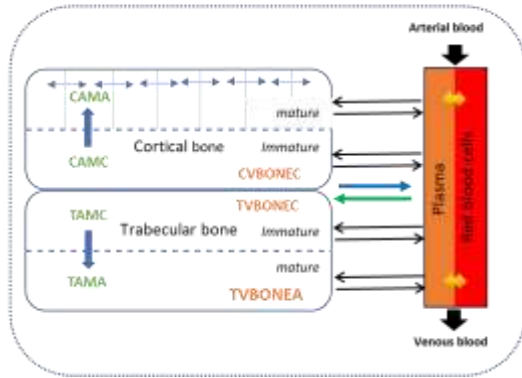 Arterial blood
CAMA
mature
Cortical bone
Immature
CAMC
CVBONEC
TVBONEC
TAMC
Trabecular bone
Immature
mature
TAMA
TVBONEA
Plasma
Red blood cells
Venous blood